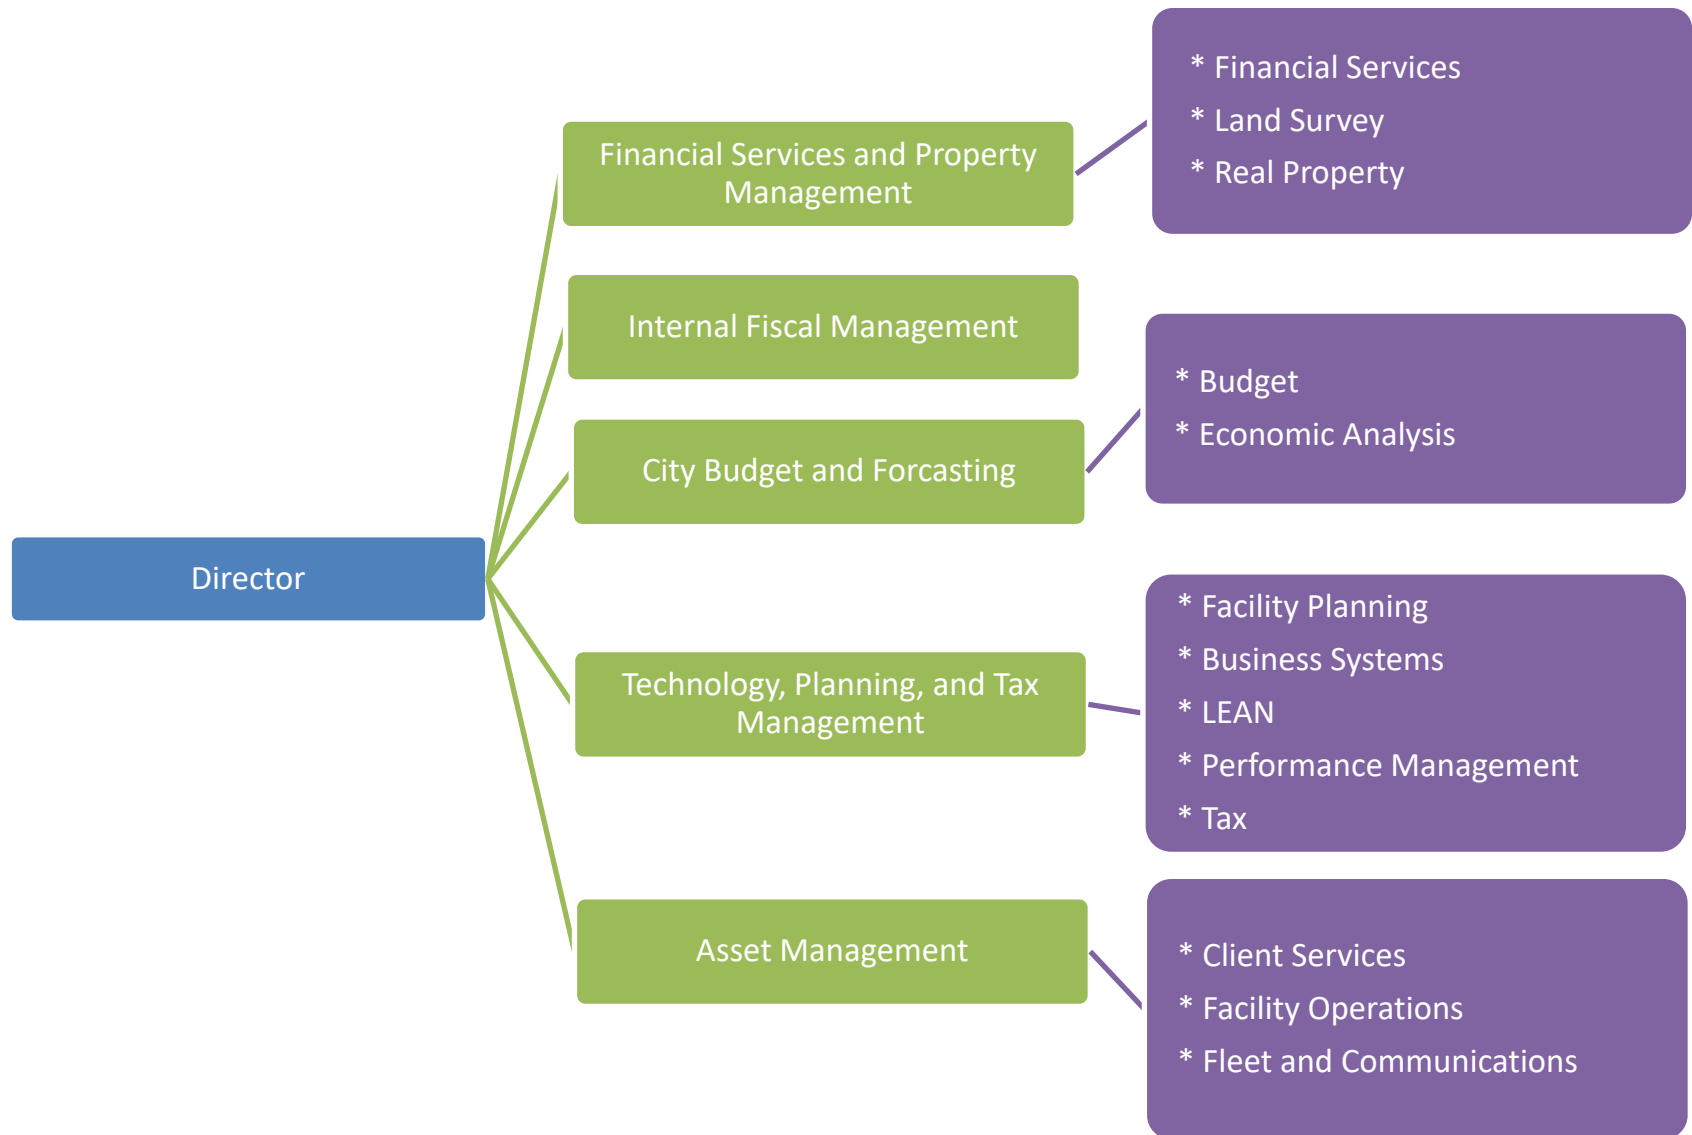 Director
Financial Services and Property
Management
* Financial Services
* Land Survey
* Real Property
Internal Fiscal Management
City Budget and Forcasting
* Budget
* Economic Analysis
Technology, Planning, and Tax
Management
* Facility Planning
* Business Systems
* LEAN
* Performance Management
* Tax
Asset Management
* Client Services
* Facility Operations
* Fleet and Communications